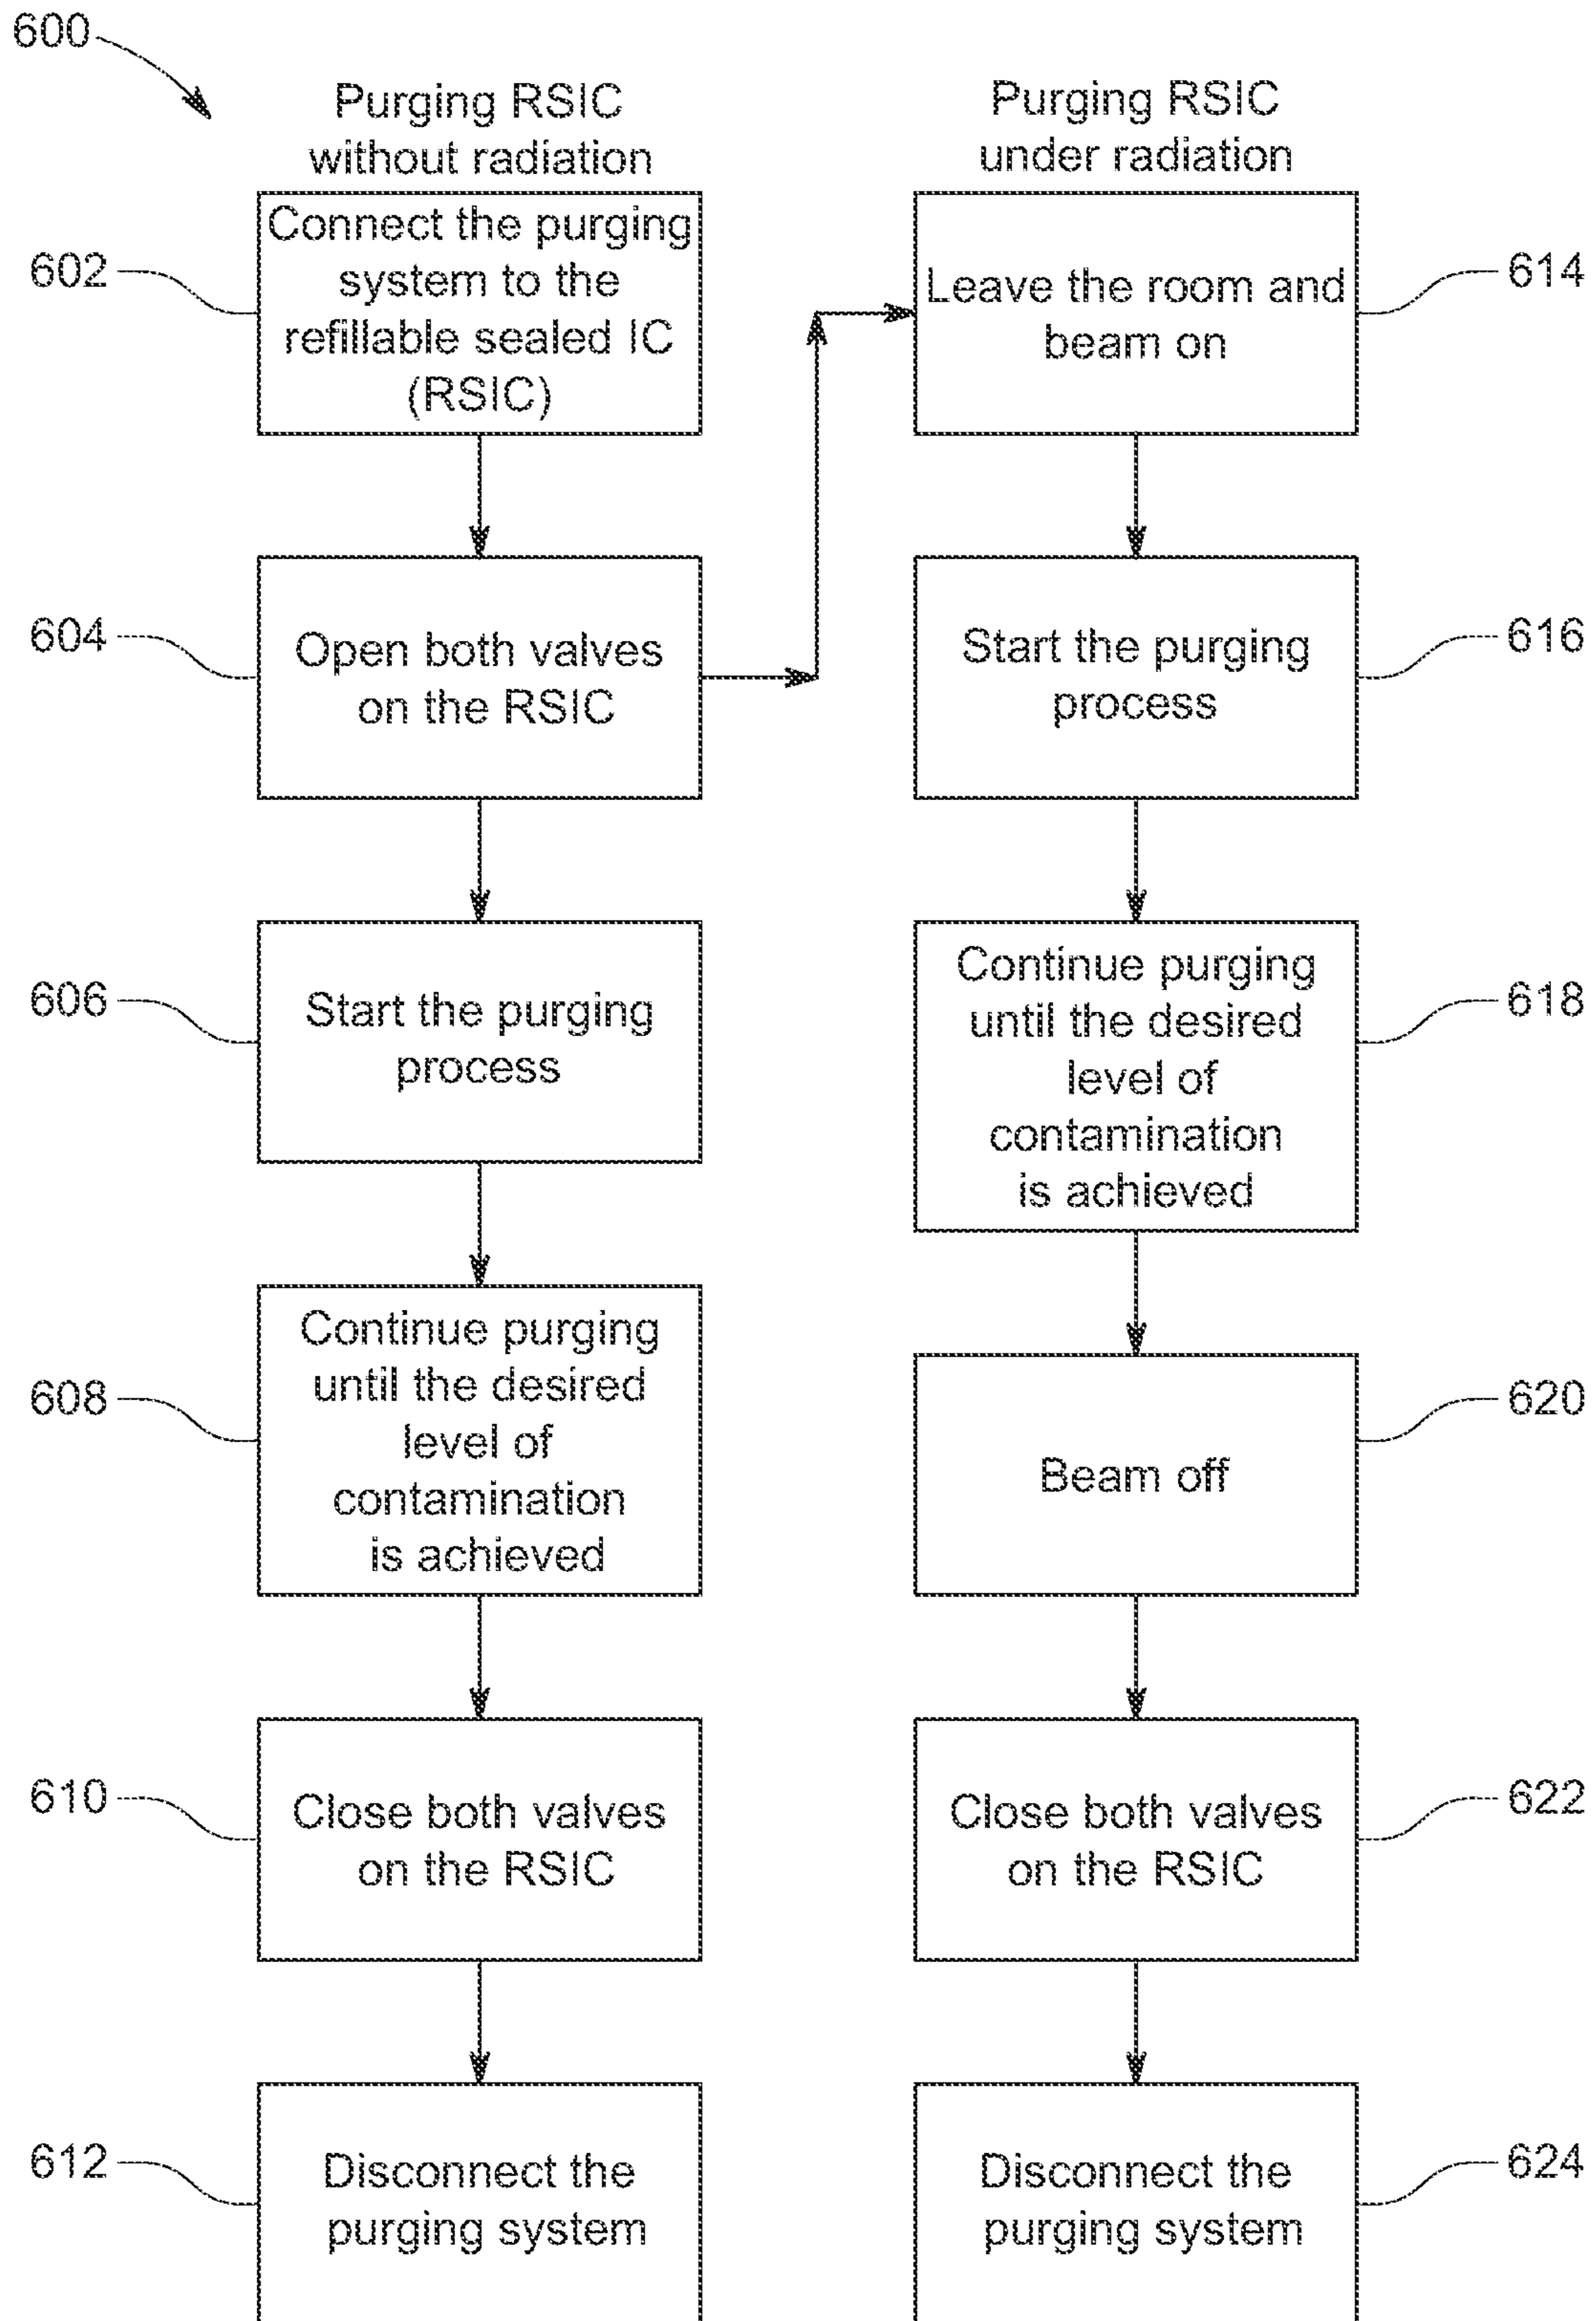 600
Purging RSIC
without radiation
602
Connect the purging
system to the
refillable sealed IC
(RSIC)
604
Open both valves
on the RSIC
606
Start the purging
process
608
Continue purging
until the desired
level of
contamination
is achieved
610
Close both valves
on the RSIC
612
Disconnect the
purging system
Purging RSIC
under radiation
Leave the room and
beam on
614
Start the purging
process
616
Continue purging
until the desired
level of
contamination
is achieved
618
Beam off
620
Close both valves
on the RSIC
622
Disconnect the
purging system
624